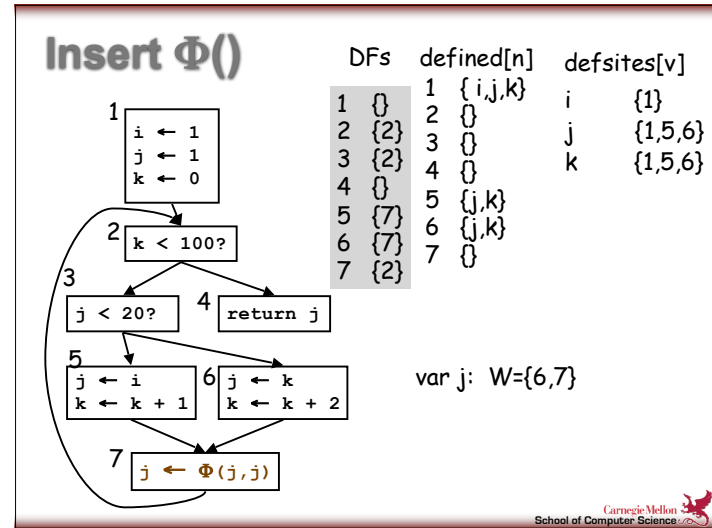 Insert Φ()
1
i ← 1
j ← 1
k ← 0
2
k < 100?
3
j < 20?
4
return j
5
j ← i
k ← k + 1
6
j ← k
k ← k + 2
7
j ← Φ(j,j)
DFs
1 {}
2 {2}
3 {2}
4 {}
5 {7}
6 {7}
7 {2}
defined[n]
1 { i,j,k}
2 {}
3 {}
4 {}
5 {j,k}
6 {j,k}
7 {}
defsites[v]
i {1}
j {1,5,6}
k {1,5,6}
var j: W={6,7}
Carnegie Mellon
School of Computer Science